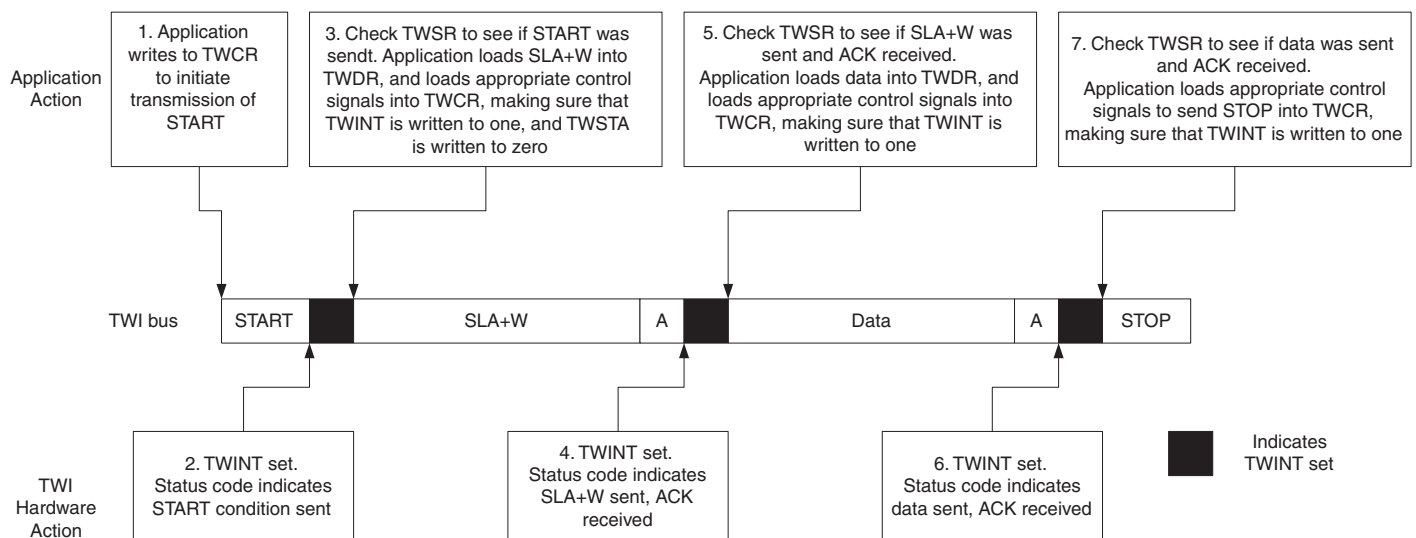 Application
Action
1. Application
writes to TWCR
to initiate
transmission of
START
3. Check TWSR to see if START was
sendt. Application loads SLA+W into
TWDR, and loads appropriate control
signals into TWCR, making sure that
TWINT is written to one, and TWSTA
is written to zero
5. Check TWSR to see if SLA+W was
sent and ACK received.
Application loads data into TWDR, and
loads appropriate control signals into
TWCR, making sure that TWINT is
written to one
7. Check TWSR to see if data was sent
and ACK received.
Application loads appropriate control
signals to send STOP into TWCR,
making sure that TWINT is written to one
TWI bus
START
SLA+W
A
Data
A
STOP
TWI
Hardware
Action
2. TWINT set.
Status code indicates
START condition sent
4. TWINT set.
Status code indicates
SLA+W sent, ACK
received
6. TWINT set.
Status code indicates
data sent, ACK received
Indicates
TWINT set